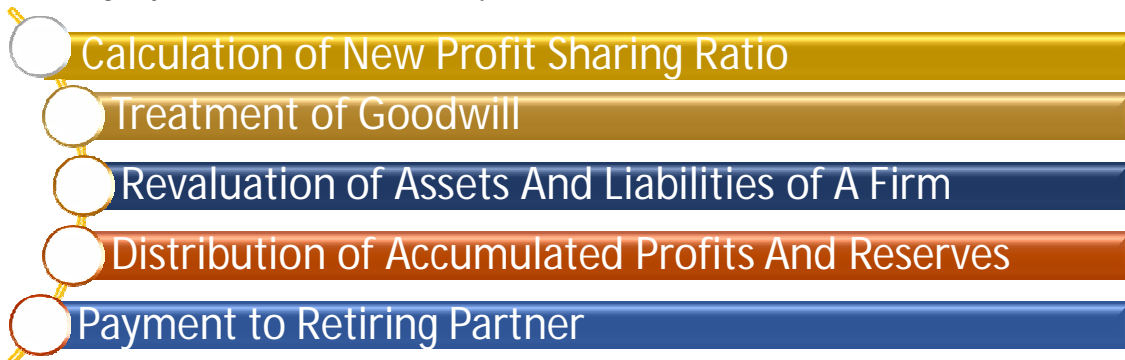 Calculation of New Profit Sharing Ratio
Treatment of Goodwill
Revaluation of Assets And Liabilities of A Firm
Distribution of Accumulated Profits And Reserves
Payment to Retiring Partner